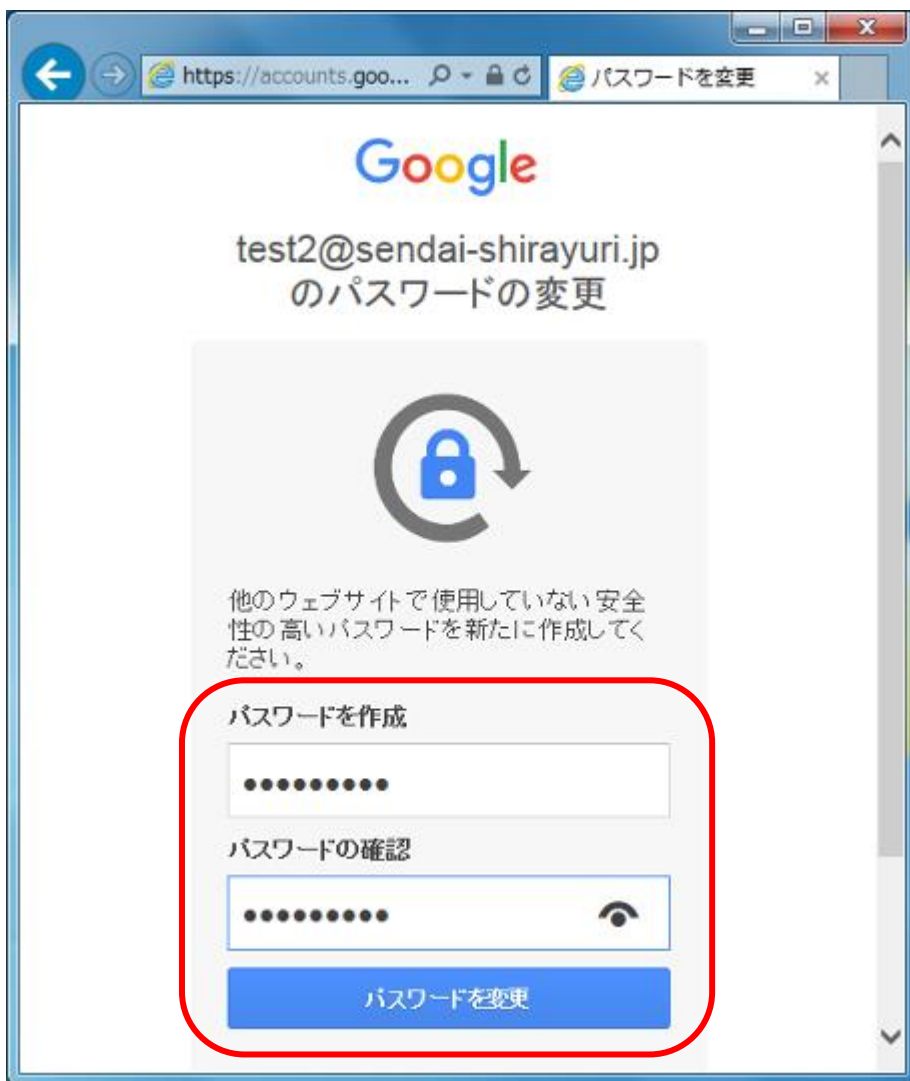 https://accounts.goo...
パスワードを変更
Google
test2@sendai-shirayuri.jp
のパスワードの変更
他のウェブサイトで使用していない安全
性の高いパスワードを新たに作成してく
ださい。
パスワードを作成
●●●●●●●●●
パスワードの確認
●●●●●●●●●
パスワードを変更